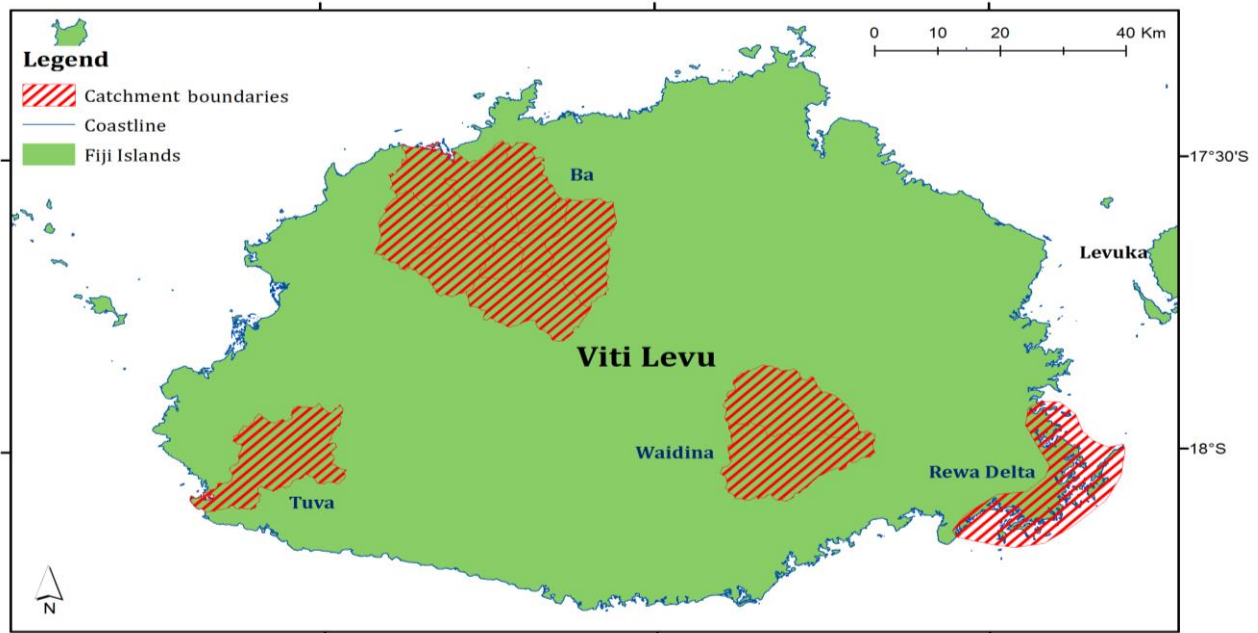 Legend
Catchment boundaries
Coastline
Fiji Islands
0 10 20 40 Km
Ba
17°30'S
Levuka
Viti Levu
Waidina
18°S
Rewa Delta
Tuva
N